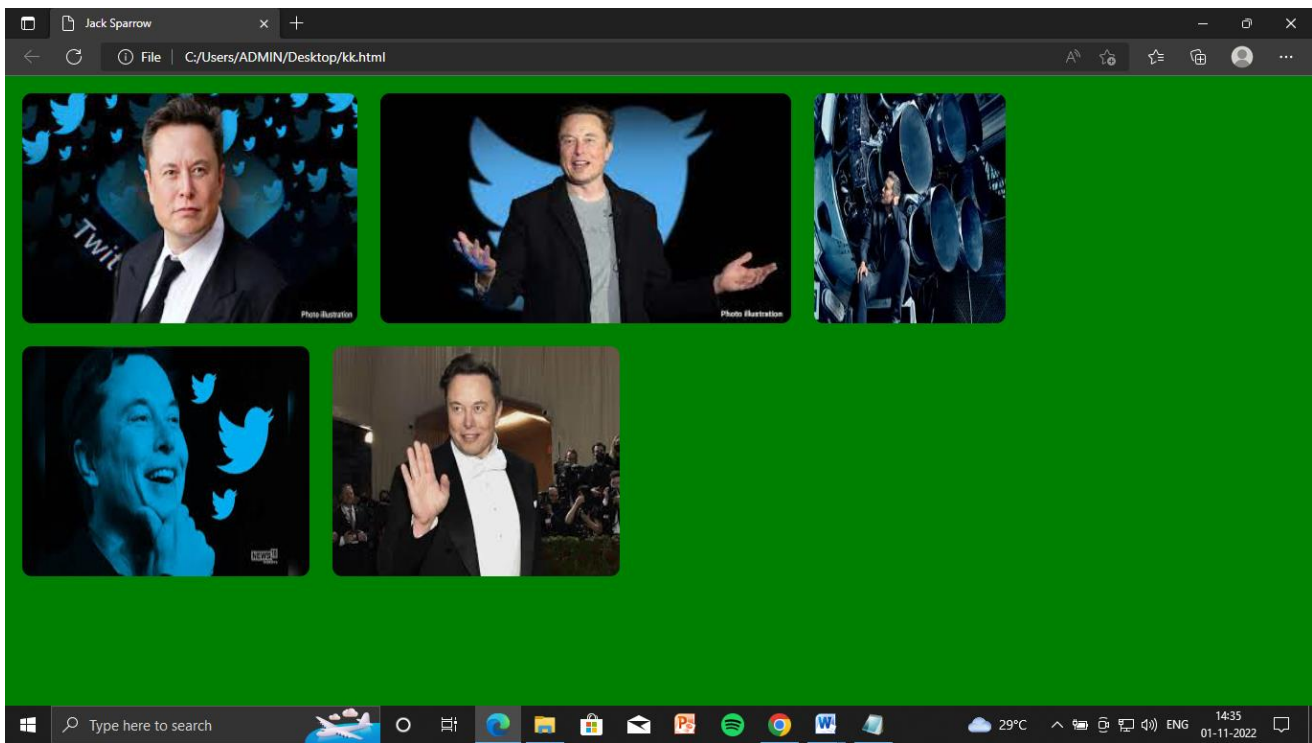 Jack Sparrow
File C:/Users/ADMIN/Desktop/kk.html
Twit
Photo illustration
Photo illustration
NEWS18
Type here to search
29°C
ENG
14:35
01-11-2022